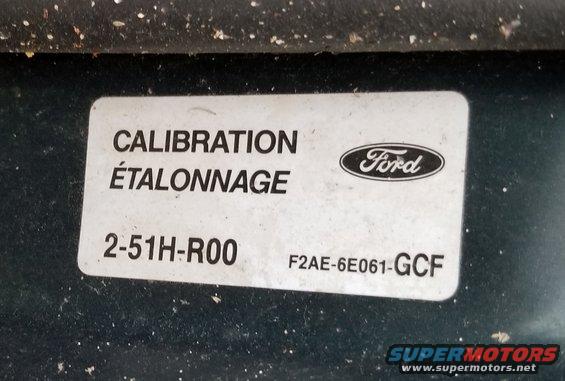 CALIBRATION
ÉTALONNAGE
Ford
2-51H-R00
F2AE-6E061-GCF
SUPERMOTORS
www.supermotors.net